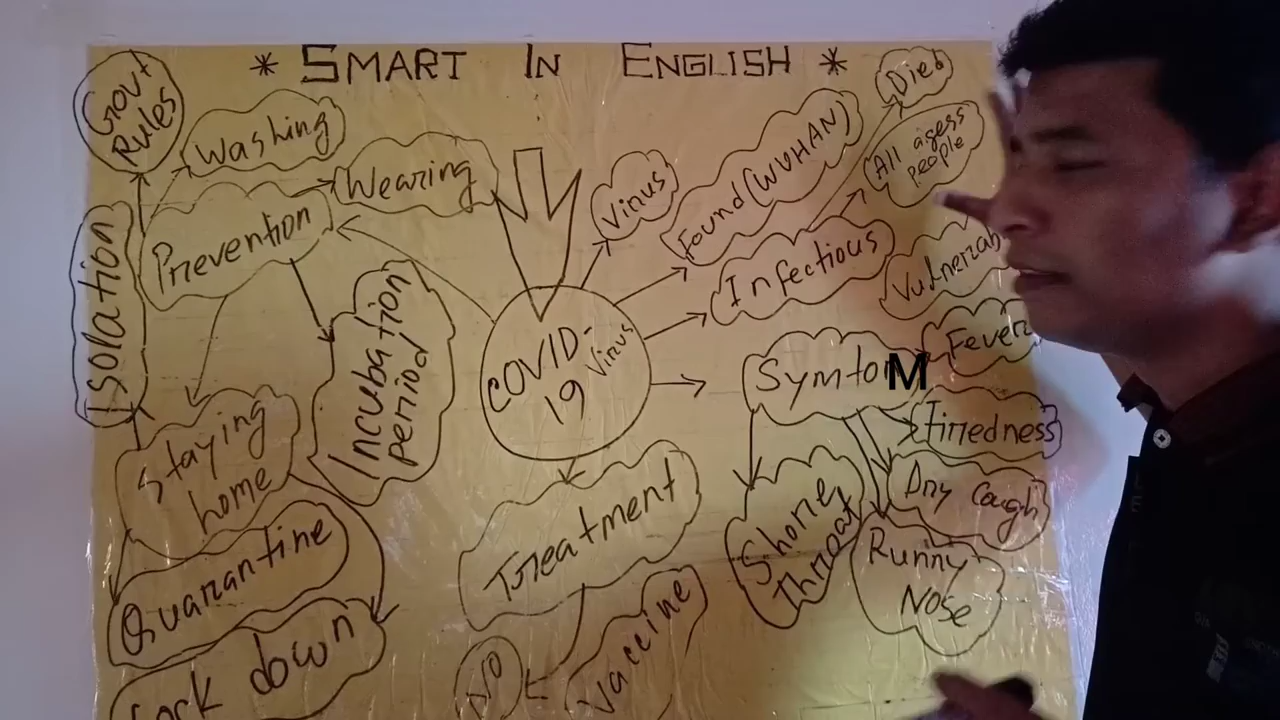 * SMART IN ENGLISH *
Govt
Rules
Washing
Wearing
Prevention
Isolation
Incubation
period
Staying
home
Quarantine
Lock down
COVID-
19 Virus
Virus
Found (WUHAN)
Infectious
Died
All agess
people
Vulnerab
Fever
SymtoM
Tiredness
Dry Cough
Runny
Nose
Shore
Throat
Treatment
Vaccine
NO